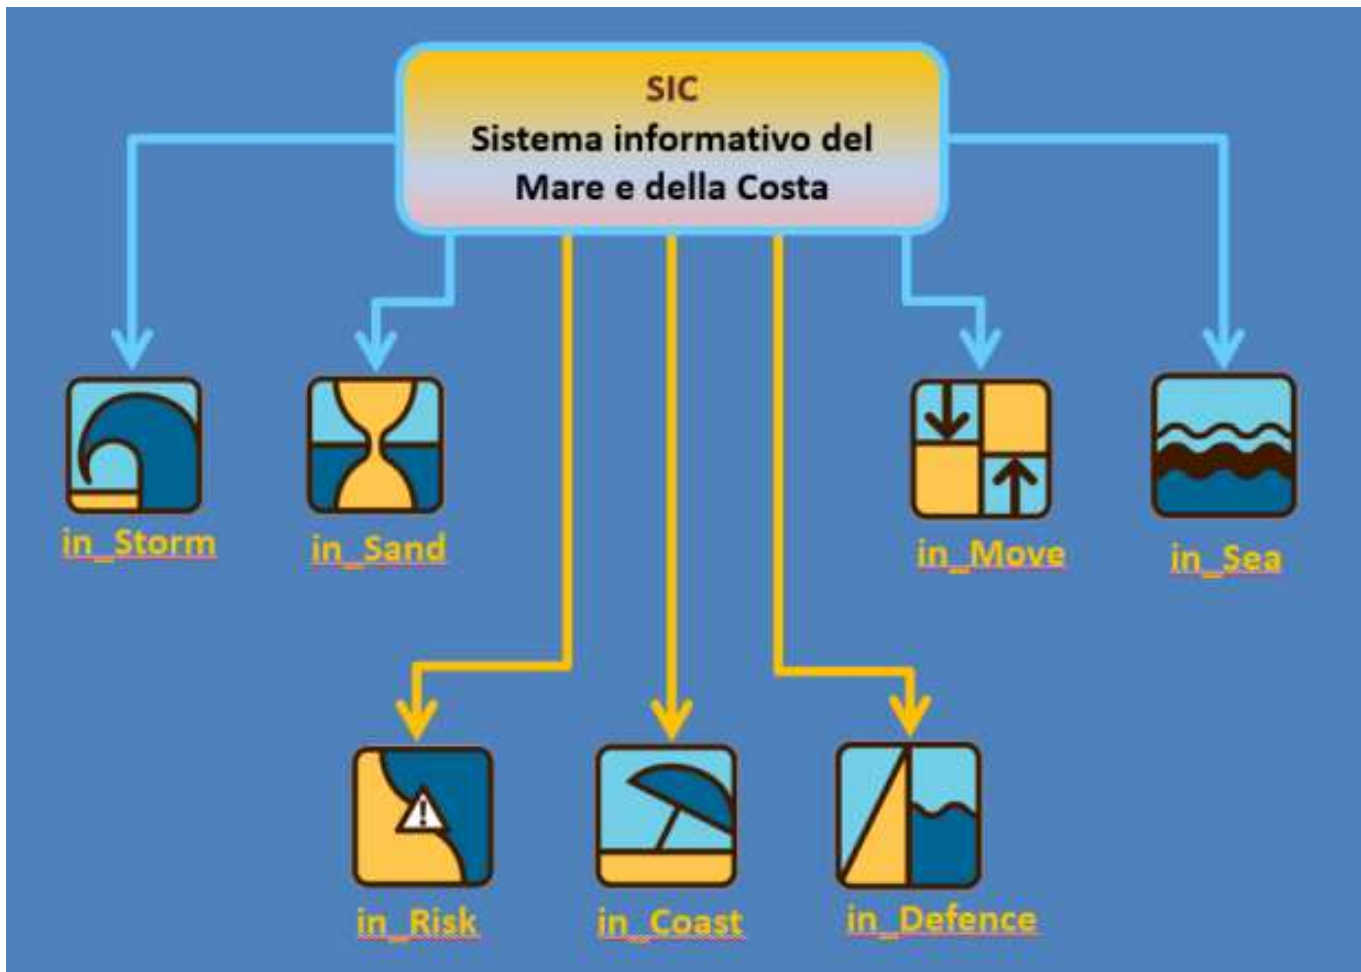 SIC
Sistema informativo del
Mare e della Costa
in_Storm
in_Sand
in_Move
in_Sea
in_Risk
in_Coast
in_Defence